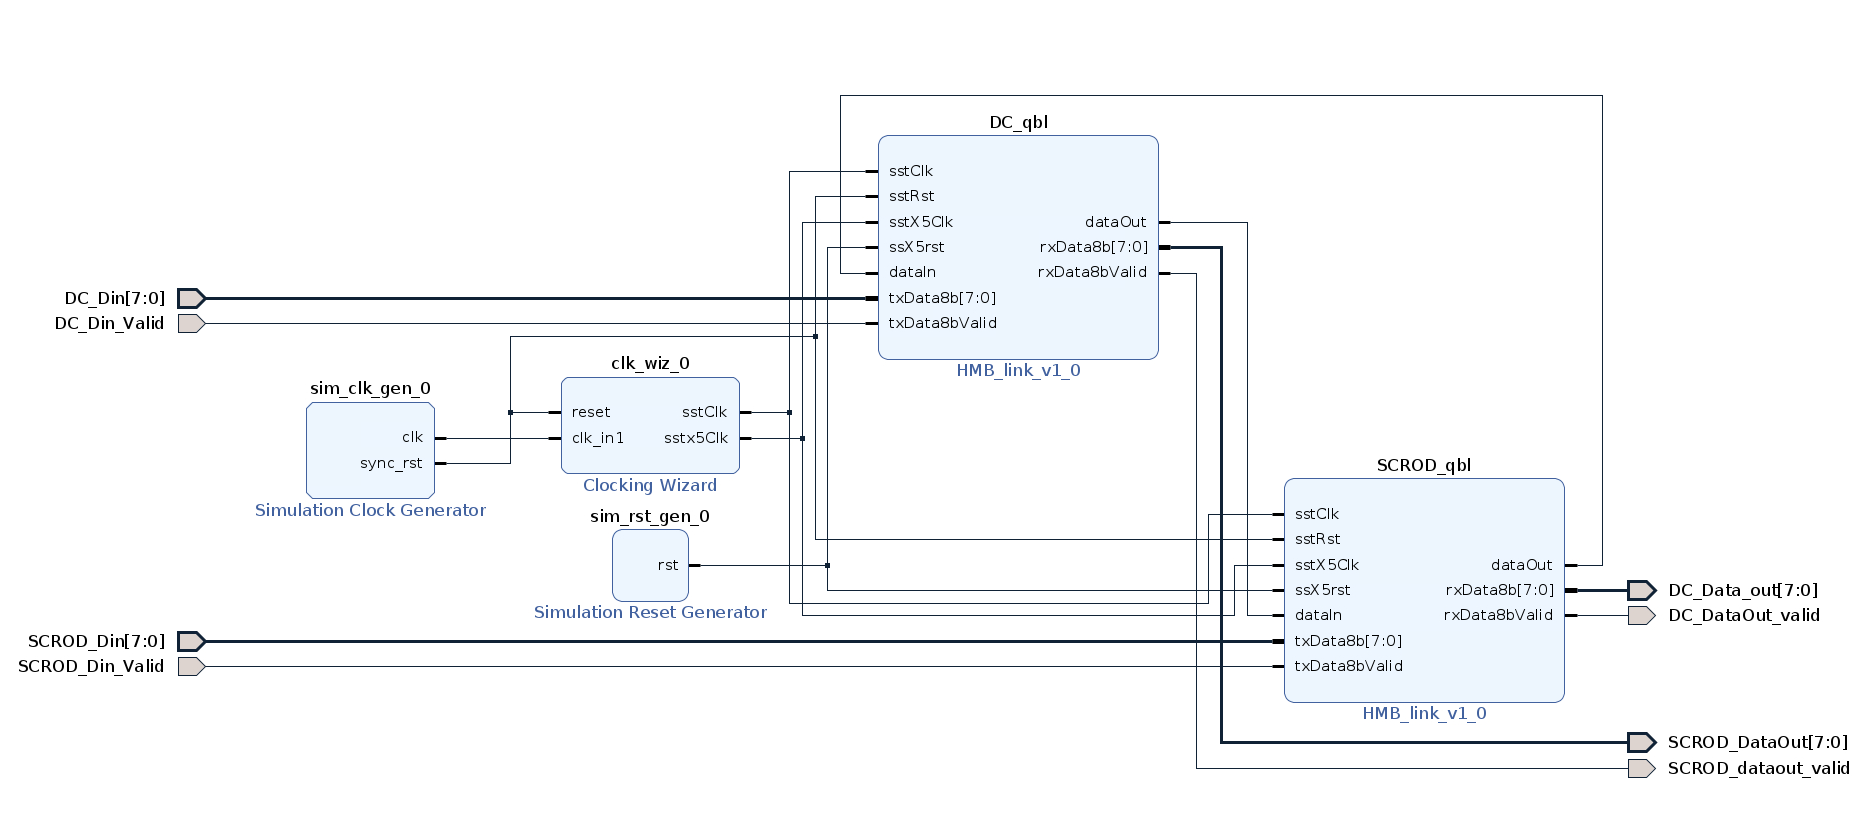 DC_qbl
sstClk
sstRst
sstX5Clk
ssX5rst
dataIn
txData8b[7:0]
txData8bValid
dataOut
rxData8b[7:0]
rxData8bValid
HMB_link_v1_0
DC_Din[7:0]
DC_Din_Valid
sim_clk_gen_0
clk
sync_rst
Simulation Clock Generator
clk_wiz_0
reset
clk_in1
sstClk
sstx5Clk
Clocking Wizard
sim_rst_gen_0
rst
Simulation Reset Generator
SCROD_Din[7:0]
SCROD_Din_Valid
SCROD_qbl
sstClk
sstRst
sstX5Clk
ssX5rst
dataIn
txData8b[7:0]
txData8bValid
dataOut
rxData8b[7:0]
rxData8bValid
HMB_link_v1_0
DC_Data_out[7:0]
DC_DataOut_valid
SCROD_DataOut[7:0]
SCROD_dataout_valid